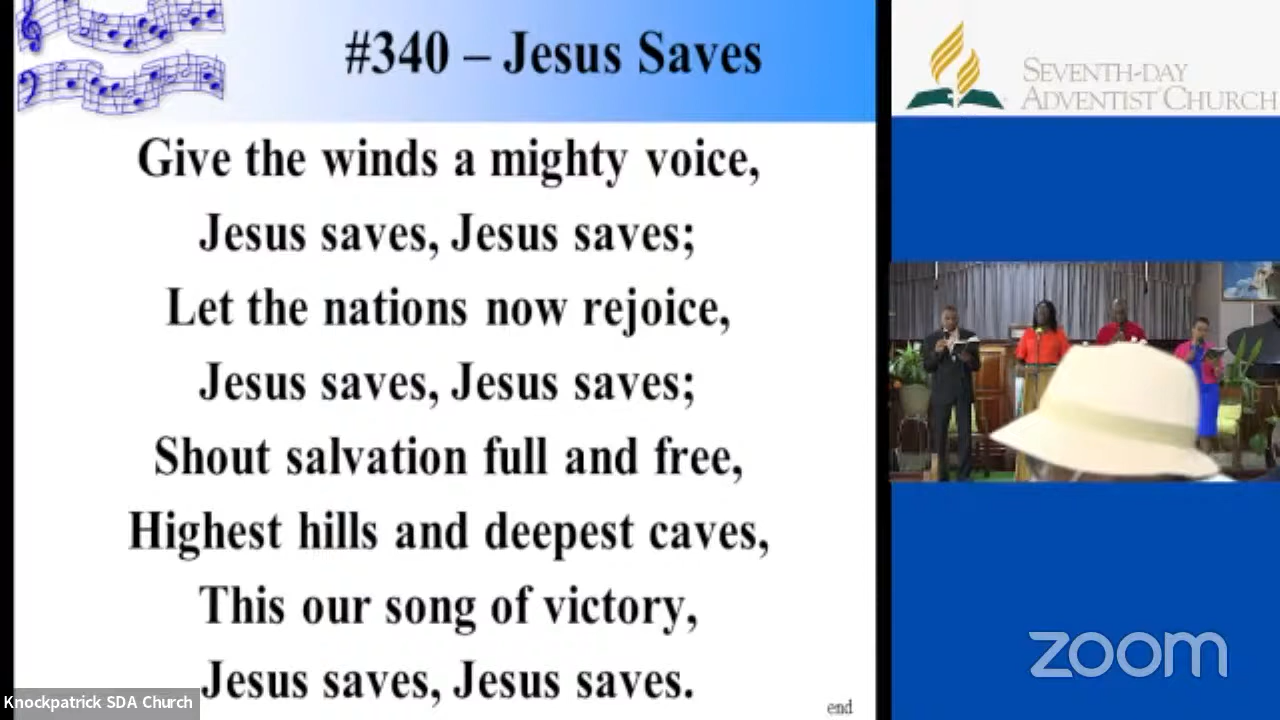 #340 – Jesus Saves
Give the winds a mighty voice,
Jesus saves, Jesus saves;
Let the nations now rejoice,
Jesus saves, Jesus saves;
Shout salvation full and free,
Highest hills and deepest caves,
This our song of victory,
Jesus saves, Jesus saves.
end
Knockpatrick SDA Church
SEVENTH-DAY
ADVENTIST CHURCH
zoom